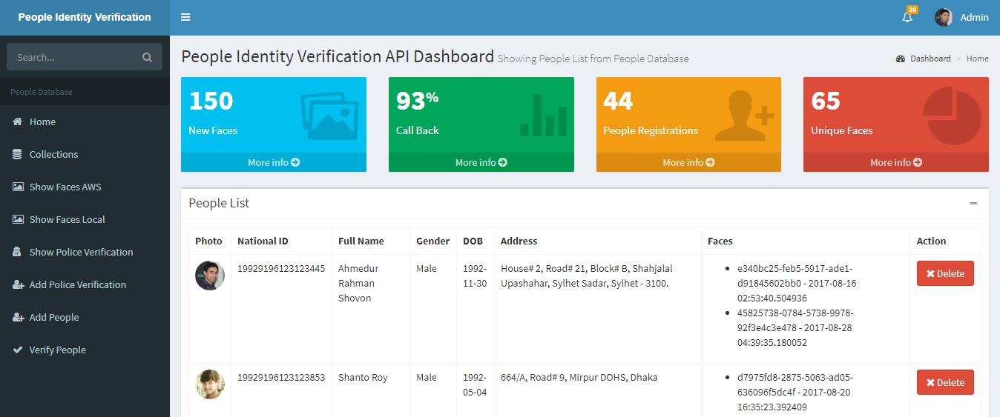 People Identity Verification
10
Admin
Search...
People Database
Home
Collections
Show Faces AWS
Show Faces Local
Show Police Verification
Add Police Verification
Add People
Verify People
People Identity Verification API Dashboard Showing People List from People Database
Dashboard > Home
150
New Faces
More info
93%
Call Back
More info
44
People Registrations
More info
65
Unique Faces
More info
People List
Photo National ID Full Name Gender DOB Address Faces Action
19929196123123445
Ahmedur
Rahman
Shovon
Male
1992-
11-30
House# 2, Road# 21, Block# B, Shahjalal
Upashahar, Sylhet Sadar, Sylhet - 3100.
e340bc25-feb5-5917-ade1-
d91845602bb0 - 2017-08-16
02:53:40.504936
45825738-0784-5738-9978-
92f3e4c3e478 - 2017-08-28
04:39:35.180052
Delete
19929196123123853
Shanto Roy
Male
1992-
05-04
664/A, Road# 9, Mirpur DOHS, Dhaka
d7975fd8-2875-5063-ad05-
636096f5dc4f - 2017-08-20
16:35:23.392409
Delete